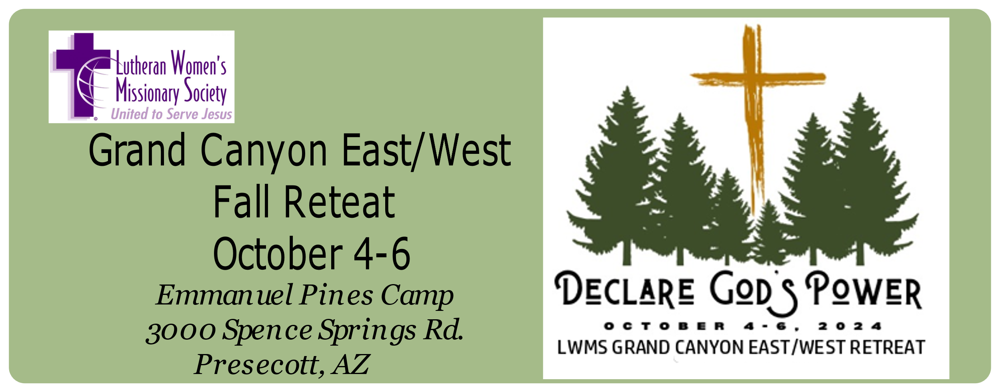 Lutheran Women's
Missionary Society
United to Serve Jesus
Grand Canyon East/West
Fall Reteat
October 4-6
Emmanuel Pines Camp
3000 Spence Springs Rd.
Presecott, AZ
DECLARE GOD'S POWER
OCTOBER 4-6, 2024
LWMS GRAND CANYON EAST/WEST RETREAT